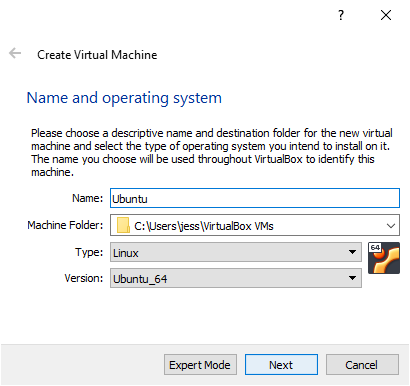 ?
Create Virtual Machine
Name and operating system
Please choose a descriptive name and destination folder for the new virtual
machine and select the type of operating system you intend to install on it.
The name you choose will be used throughout VirtualBox to identify this
machine.
Name: Ubuntu
Machine Folder: C:\Users\jess\VirtualBox VMs
Type: Linux
64
Version: Ubuntu_64
Expert Mode Next Cancel